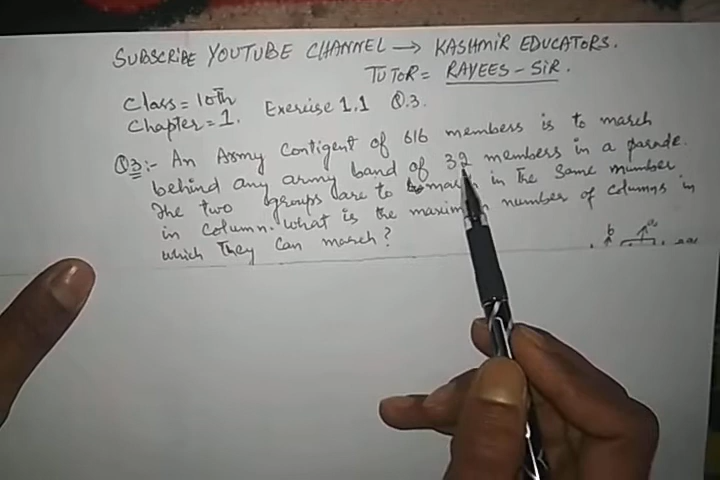 SUBSCRIBE YOUTUBE CHANNEL → KASHMIR EDUCATORS.
TUTOR = RAYEES - SIR.
Class = 10th
Chapter = 1. Exercise 1.1 Q.3.
Q3:- An Army Contigent of 616 members is to march
behind any army band of 32 members in a parade.
The two groups are to march in the same number
in column. What is the maximum number of columns in
which They can march?
b a